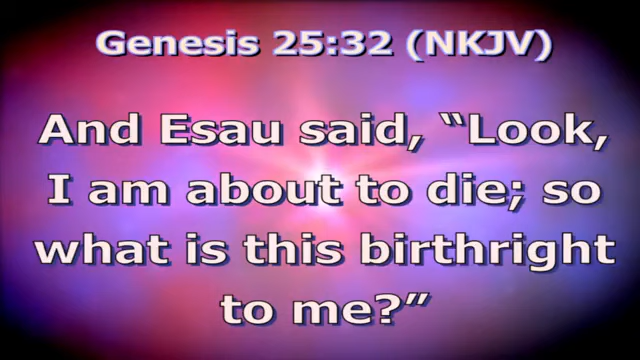 Genesis 25:32 (NKJV)
And Esau said, “Look,
I am about to die; so
what is this birthright
to me?”